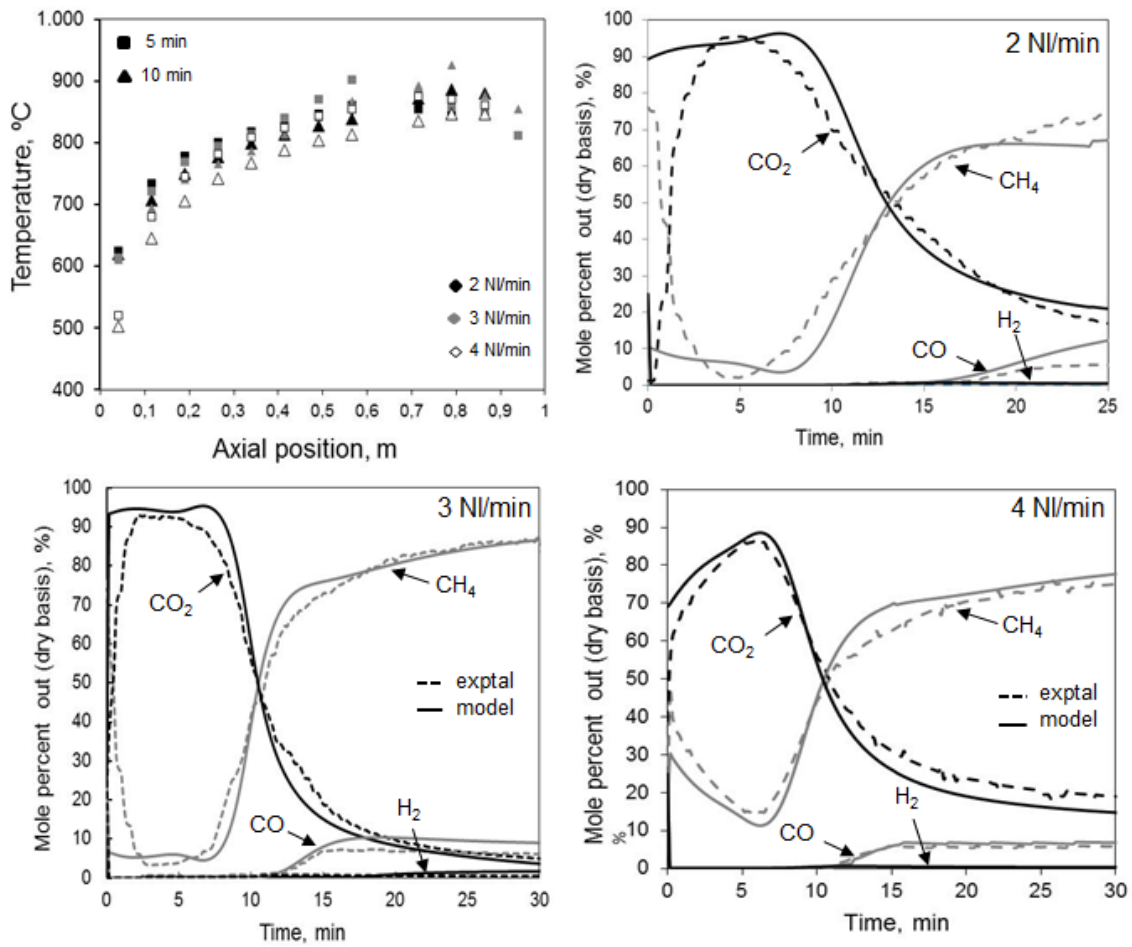 1.000
900
800
700
600
500
400
Temperature, ºC
5 min
10 min
2 Nl/min
3 Nl/min
4 Nl/min
0 0,1 0,2 0,3 0,4 0,5 0,6 0,7 0,8 0,9 1
Axial position, m
100
90
80
70
60
50
40
30
20
10
0
Mole percent out (dry basis), %
2 Nl/min
CO2
CH4
H2
CO
0 5 10 15 20 25
Time, min
100
90
80
70
60
50
40
30
20
10
0
Mole percent out (dry basis), %)
3 Nl/min
CO2
CH4
exptal
model
CO
H2
0 5 10 15 20 25 30
Time, min
100
90
80
70
60
50
40
30
20
10
0
Mole percent out (dry basis), %)
%
4 Nl/min
CO2
CH4
exptal
model
H2
CO
0 5 10 15 20 25 30
Time, min